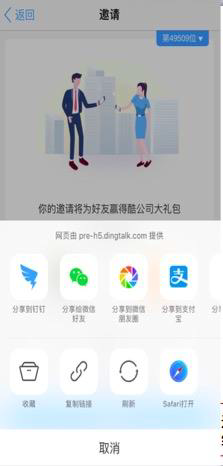 返回
邀请
第49509位
你的邀请将为好友赢得酷公司大礼包
网页由 pre-h5.dingtalk.com 提供
分享到钉钉
分享给微信
好友
分享到微信
朋友圈
分享到支付
宝
支
收藏
复制链接
刷新
Safari打开
取消